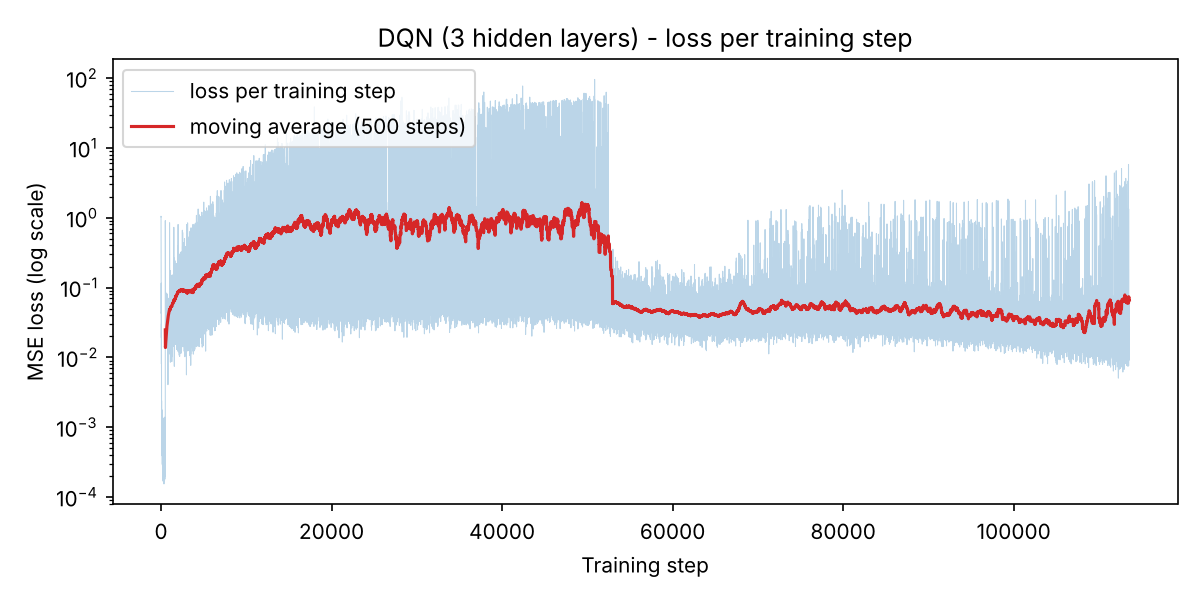 DQN (3 hidden layers) - loss per training step
loss per training step
moving average (500 steps)
MSE loss (log scale)
10²
10¹
10⁰
10⁻¹
10⁻²
10⁻³
10⁻⁴
0 20000 40000 60000 80000 100000
Training step